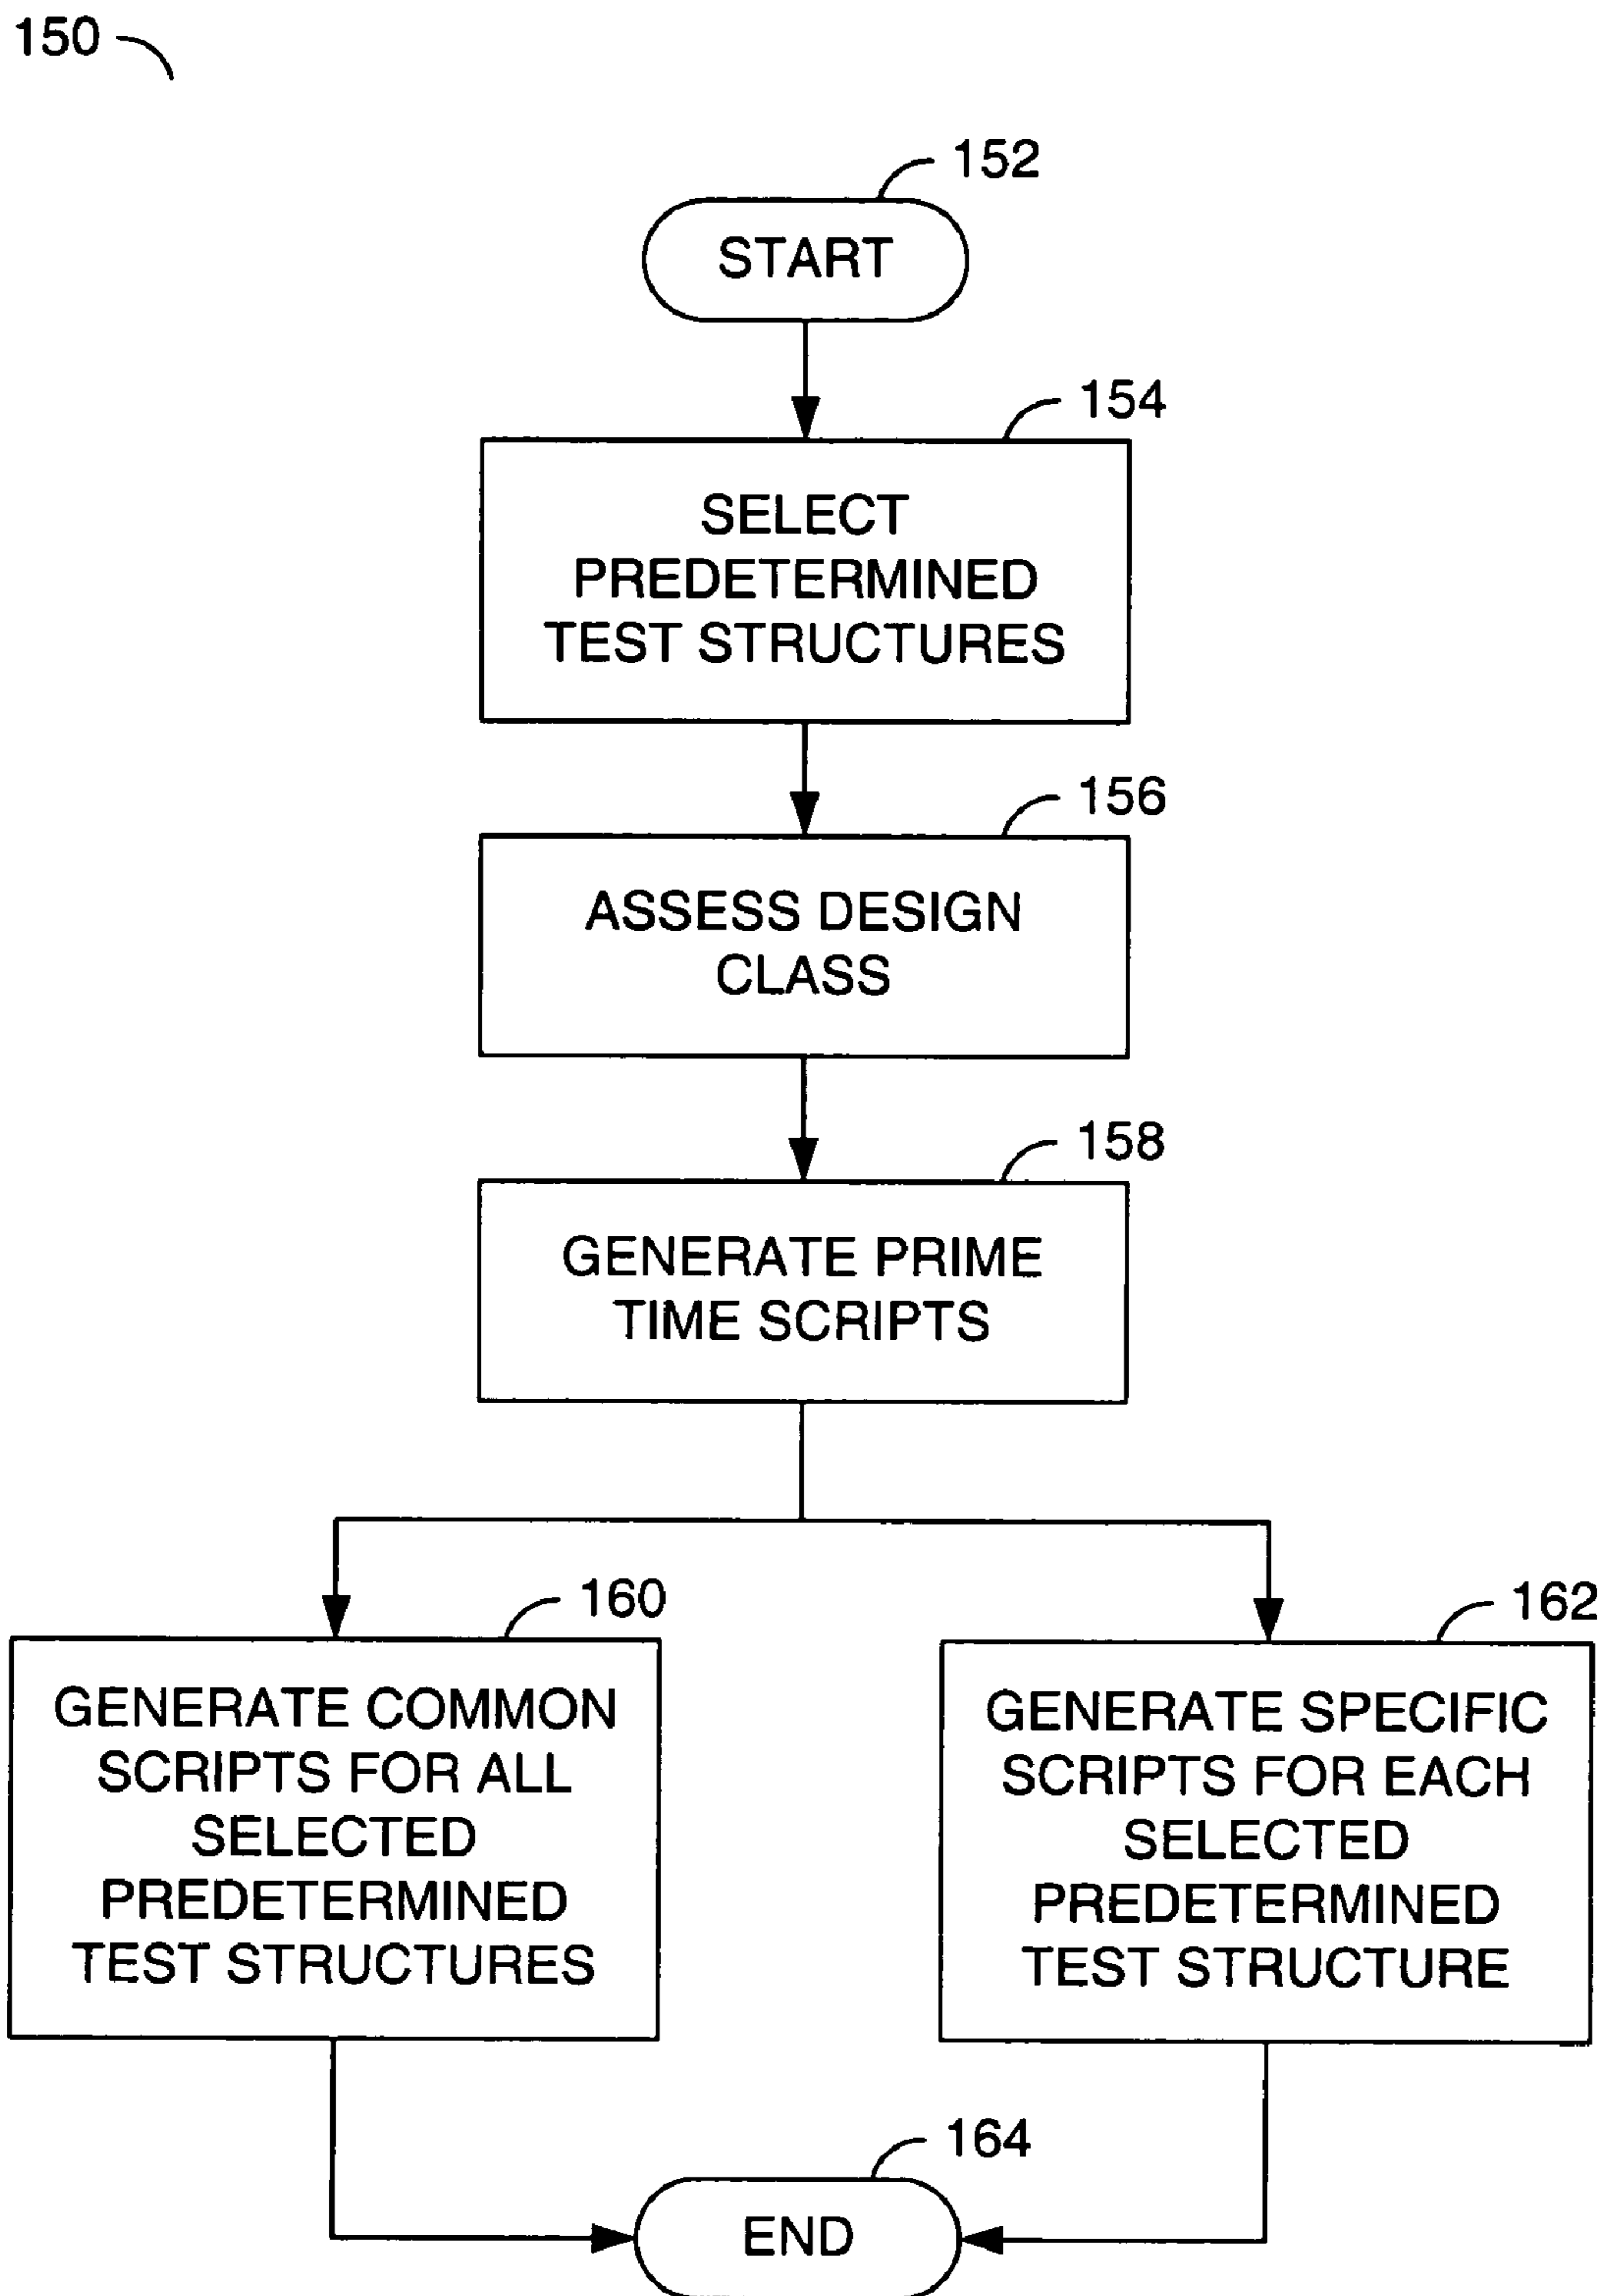 150
152
START
154
SELECT
PREDETERMINED
TEST STRUCTURES
156
ASSESS DESIGN
CLASS
158
GENERATE PRIME
TIME SCRIPTS
160
GENERATE COMMON
SCRIPTS FOR ALL
SELECTED
PREDETERMINED
TEST STRUCTURES
162
GENERATE SPECIFIC
SCRIPTS FOR EACH
SELECTED
PREDETERMINED
TEST STRUCTURE
164
END